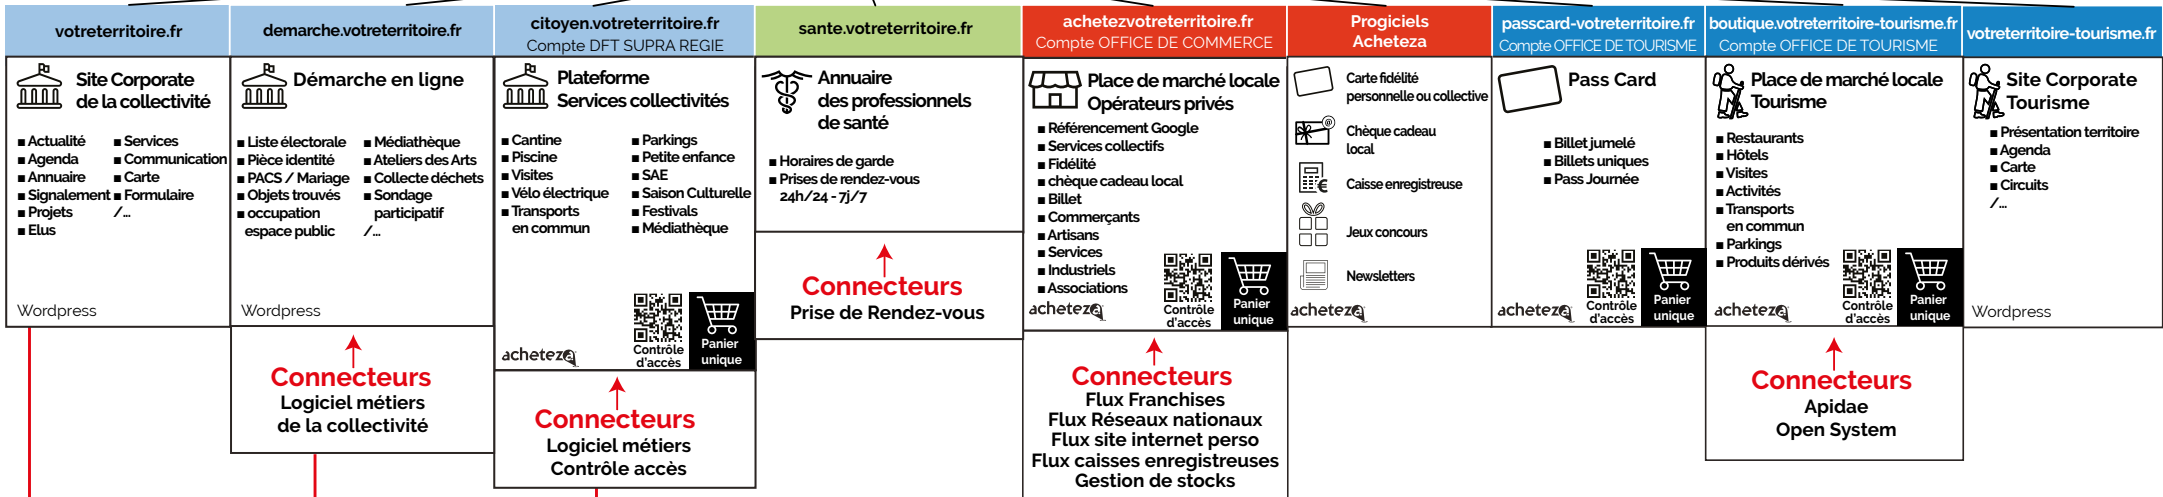 votreterritoire.fr
Site Corporate
de la collectivité
■ Actualité
■ Agenda
■ Annuaire
■ Signalement
■ Projets
■ Elus
■ Services
■ Communication
■ Carte
■ Formulaire
/...
Wordpress
demarche.votreterritoire.fr
Démarche en ligne
■ Liste électorale
■ Pièce identité
■ PACS / Mariage
■ Objets trouvés
■ occupation
espace public
■ Médiathèque
■ Ateliers des Arts
■ Collecte déchets
■ Sondage
participatif
/...
Wordpress
Connecteurs
Logiciel métiers
de la collectivité
citoyen.votreterritoire.fr
Compte DFT SUPRA REGIE
Plateforme
Services collectivités
■ Cantine
■ Piscine
■ Visites
■ Vélo électrique
■ Transports
en commun
■ Parkings
■ Petite enfance
■ SAE
■ Saison Culturelle
■ Festivals
■ Médiathèque
acheteza
Contrôle
d'accès
Panier
unique
Connecteurs
Logiciel métiers
Contrôle accès
sante.votreterritoire.fr
Annuaire
des professionnels
de santé
■ Horaires de garde
■ Prises de rendez-vous
24h/24 - 7j/7
Connecteurs
Prise de Rendez-vous
achetezvotreterritoire.fr
Compte OFFICE DE COMMERCE
Place de marché locale
Opérateurs privés
■ Référencement Google
■ Services collectifs
■ Fidélité
■ chèque cadeau local
■ Billet
■ Commerçants
■ Artisans
■ Services
■ Industriels
■ Associations
acheteza
Contrôle
d'accès
Panier
unique
Connecteurs
Flux Franchises
Flux Réseaux nationaux
Flux site internet perso
Flux caisses enregistreuses
Gestion de stocks
Progiciels
Acheteza
Carte fidélité
personnelle ou collective
@
Chèque cadeau
local
€
Caisse enregistreuse
Jeux concours
Newsletters
acheteza
passcard-votreterritoire.fr
Compte OFFICE DE TOURISME
Pass Card
■ Billet jumelé
■ Billets uniques
■ Pass Journée
acheteza
Contrôle
d'accès
Panier
unique
boutique.votreterritoire-tourisme.fr
Compte OFFICE DE TOURISME
Place de marché locale
Tourisme
■ Restaurants
■ Hôtels
■ Visites
■ Activités
■ Transports
en commun
■ Parkings
■ Produits dérivés
acheteza
Contrôle
d'accès
Panier
unique
Connecteurs
Apidae
Open System
votreterritoire-tourisme.fr
Site Corporate
Tourisme
■ Présentation territoire
■ Agenda
■ Carte
■ Circuits
/...
Wordpress